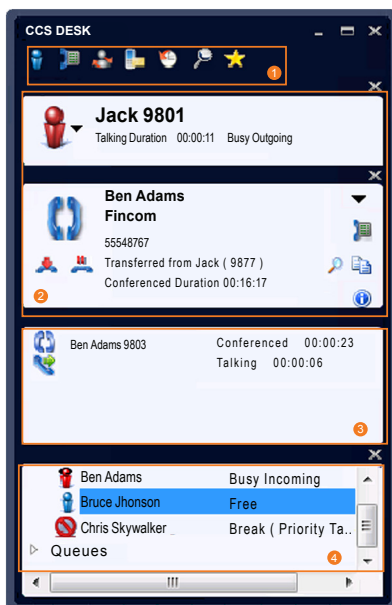 CCS DESK
1
Jack 9801
Talking Duration 00:00:11 Busy Outgoing
Ben Adams
Fincom
55548767
Transferred from Jack ( 9877 )
Conferenced Duration 00:16:17
2
Ben Adams 9803 Conferenced 00:00:23
Talking 00:00:06
3
Ben Adams Busy Incoming
Bruce Jhonson Free
Chris Skywalker Break ( Priority Ta..
Queues
4